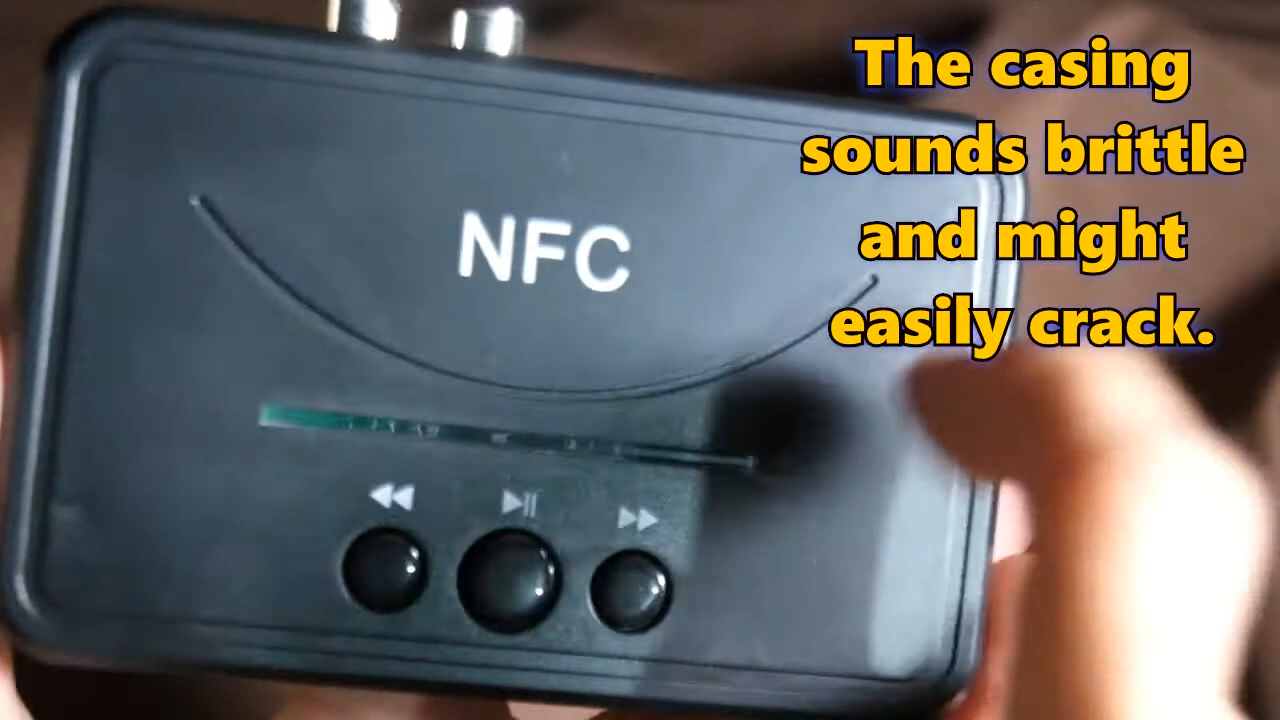 The casing
sounds brittle
and might
easily crack.
NFC